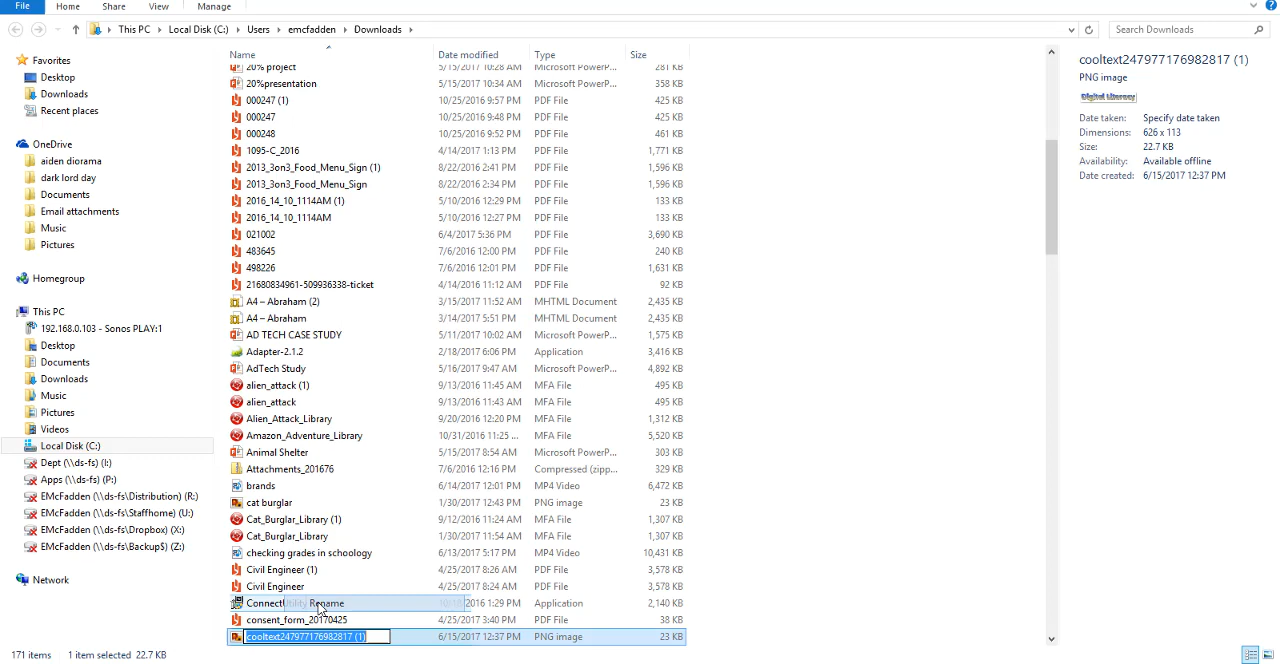 File Home Share View Manage
This PC Local Disk (C:) Users emcfadden Downloads Search Downloads
Favorites
Desktop
Downloads
Recent places
OneDrive
aiden diorama
dark lord day
Documents
Email attachments
Music
Pictures
Homegroup
This PC
192.168.0.103 - Sonos PLAY:1
Desktop
Documents
Downloads
Music
Pictures
Videos
Local Disk (C:)
Dept (\\ds-fs) (I:)
Apps (\\ds-fs) (P:)
EMcFadden (\\ds-fs\Distribution) (R:)
EMcFadden (\\ds-fs\Staffhome) (U:)
EMcFadden (\\ds-fs\Dropbox) (X:)
EMcFadden (\\ds-fs\Backup$) (Z:)
Network
Name Date modified Type Size
20% project 5/15/2017 10:28 AM Microsoft PowerP... 281 KB
20%presentation 5/15/2017 10:34 AM Microsoft PowerP... 358 KB
000247 (1) 10/25/2016 9:57 PM PDF File 425 KB
000247 10/25/2016 9:48 PM PDF File 425 KB
000248 10/25/2016 9:52 PM PDF File 461 KB
1095-C_2016 4/14/2017 1:13 PM PDF File 1,771 KB
2013_3on3_Food_Menu_Sign (1) 8/22/2016 2:41 PM PDF File 1,596 KB
2013_3on3_Food_Menu_Sign 8/22/2016 2:34 PM PDF File 1,596 KB
2016_14_10_1114AM (1) 5/10/2016 12:29 PM PDF File 133 KB
2016_14_10_1114AM 5/10/2016 12:27 PM PDF File 133 KB
021002 6/4/2017 5:36 PM PDF File 3,690 KB
483645 7/6/2016 12:00 PM PDF File 240 KB
498226 7/6/2016 12:01 PM PDF File 1,631 KB
21680834961-509936338-ticket 4/14/2016 11:12 AM PDF File 92 KB
A4 – Abraham (2) 3/15/2017 11:52 AM MHTML Document 2,435 KB
A4 – Abraham 3/14/2017 5:51 PM MHTML Document 2,435 KB
AD TECH CASE STUDY 5/11/2017 10:02 AM Microsoft PowerP... 1,575 KB
Adapter-2.1.2 2/18/2017 6:06 PM Application 3,416 KB
AdTech Study 5/16/2017 9:47 AM Microsoft PowerP... 4,892 KB
alien_attack (1) 9/13/2016 11:45 AM MFA File 495 KB
alien_attack 9/13/2016 11:43 AM MFA File 495 KB
Alien_Attack_Library 9/20/2016 12:20 PM MFA File 1,312 KB
Amazon_Adventure_Library 10/31/2016 11:25 ... MFA File 5,520 KB
Animal Shelter 5/15/2017 8:54 AM Microsoft PowerP... 303 KB
Attachments_201676 7/6/2016 12:16 PM Compressed (zipp... 329 KB
brands 6/14/2017 12:01 PM MP4 Video 6,472 KB
cat burglar 1/30/2017 12:43 PM PNG image 23 KB
Cat_Burglar_Library (1) 9/12/2016 11:24 AM MFA File 1,307 KB
Cat_Burglar_Library 1/30/2017 11:54 AM MFA File 1,307 KB
checking grades in schoology 6/13/2017 5:17 PM MP4 Video 10,431 KB
Civil Engineer (1) 4/25/2017 8:26 AM PDF File 3,578 KB
Civil Engineer 4/25/2017 8:24 AM PDF File 3,578 KB
ConnectUtility Rename 2016 1:29 PM Application 2,140 KB
consent_form_20170425 4/25/2017 3:40 PM PDF File 38 KB
cooltext247977176982817 (1) 6/15/2017 12:37 PM PNG image 23 KB
cooltext247977176982817 (1)
PNG image
Digital Literacy
Date taken: Specify date taken
Dimensions: 626 x 113
Size: 22.7 KB
Availability: Available offline
Date created: 6/15/2017 12:37 PM
171 items 1 item selected 22.7 KB